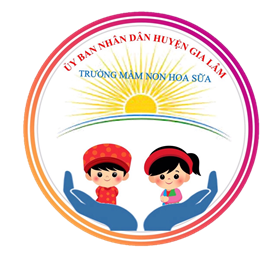 ỦY BAN NHÂN DÂN HUYỆN GIA LÂM
TRƯỜNG MẦM NON HOA SỮA